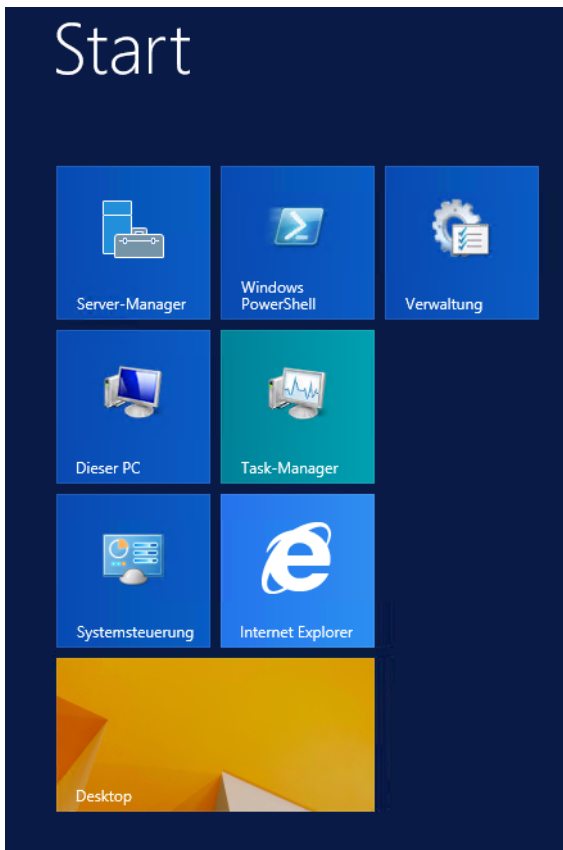 Start
Server-Manager
Windows
PowerShell
Verwaltung
Dieser PC
Task-Manager
Systemsteuerung
Internet Explorer
Desktop